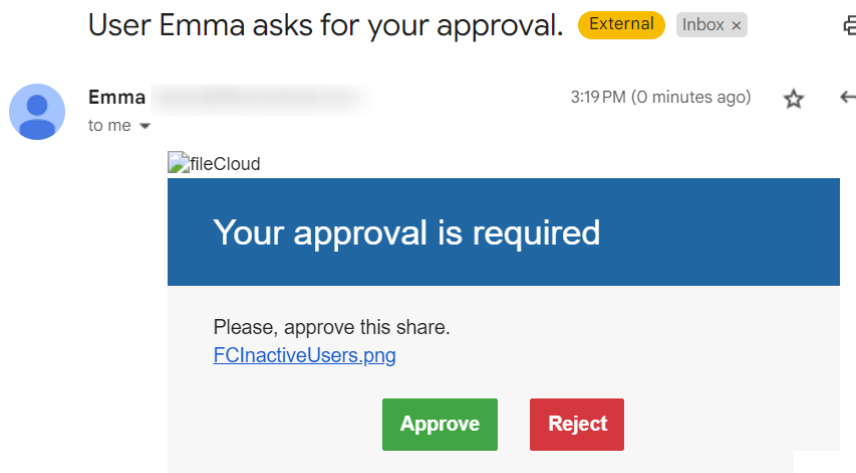 User Emma asks for your approval. External Inbox ×
Emma
3:19 PM (0 minutes ago)
to me
fileCloud
Your approval is required
Please, approve this share.
FCInactiveUsers.png
Approve Reject